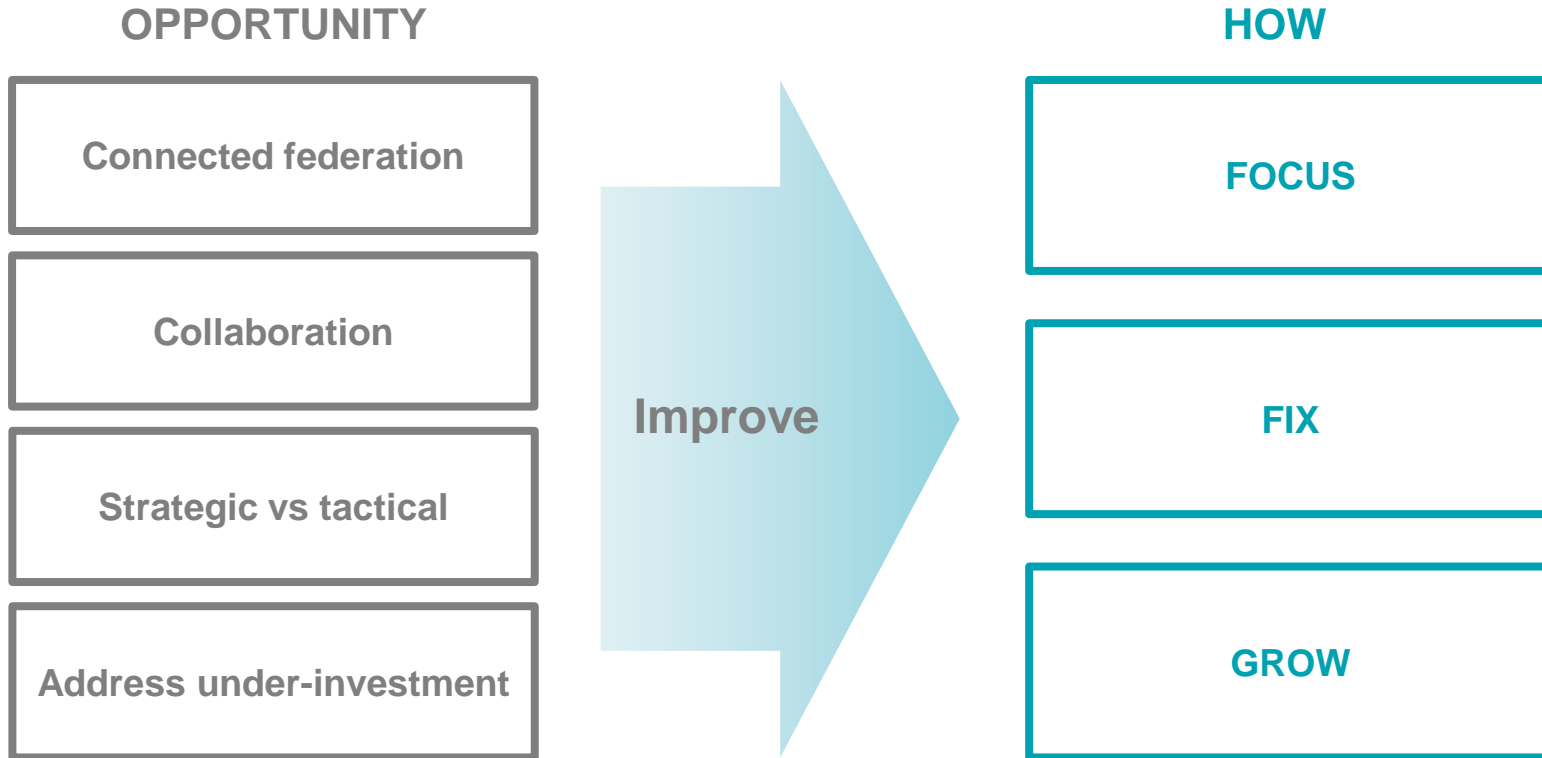 OPPORTUNITY
Connected federation
Collaboration
Strategic vs tactical
Address under-investment
Improve
HOW
FOCUS
FIX
GROW